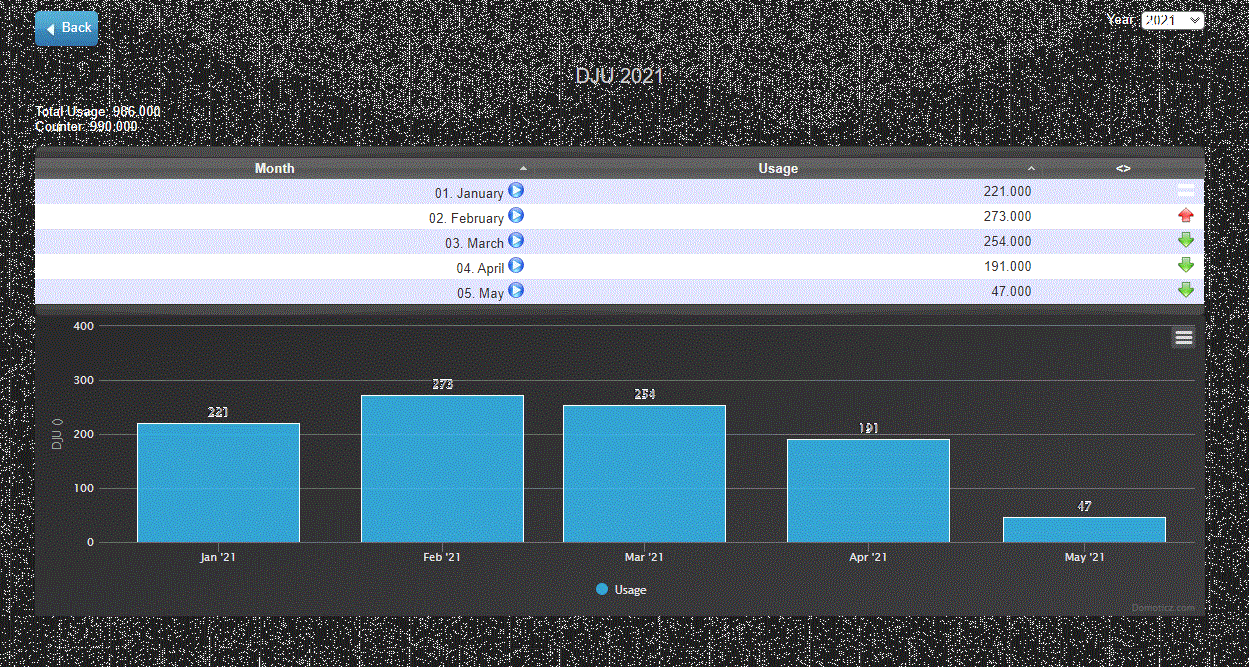 Back
Year 2021
DJU 2021
Total Usage: 986.000
Counter: 990.000
Month Usage <>
01. January 221.000
02. February 273.000
03. March 254.000
04. April 191.000
05. May 47.000
400
300
200
100
0
DJU 0
221
273
254
191
47
Jan '21 Feb '21 Mar '21 Apr '21 May '21
Usage
Domoticz.com